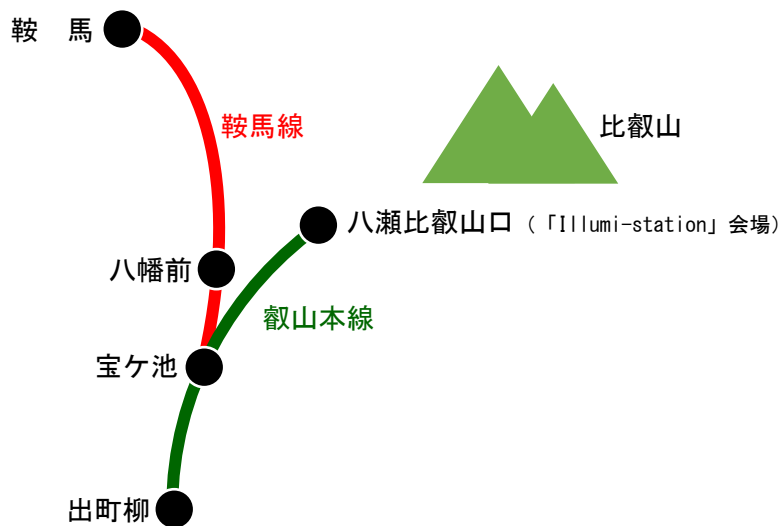 鞍　馬
鞍馬線
比叡山
八瀬比叡山口（「Illumi-station」会場）
八幡前
叡山本線
宝ケ池
出町柳